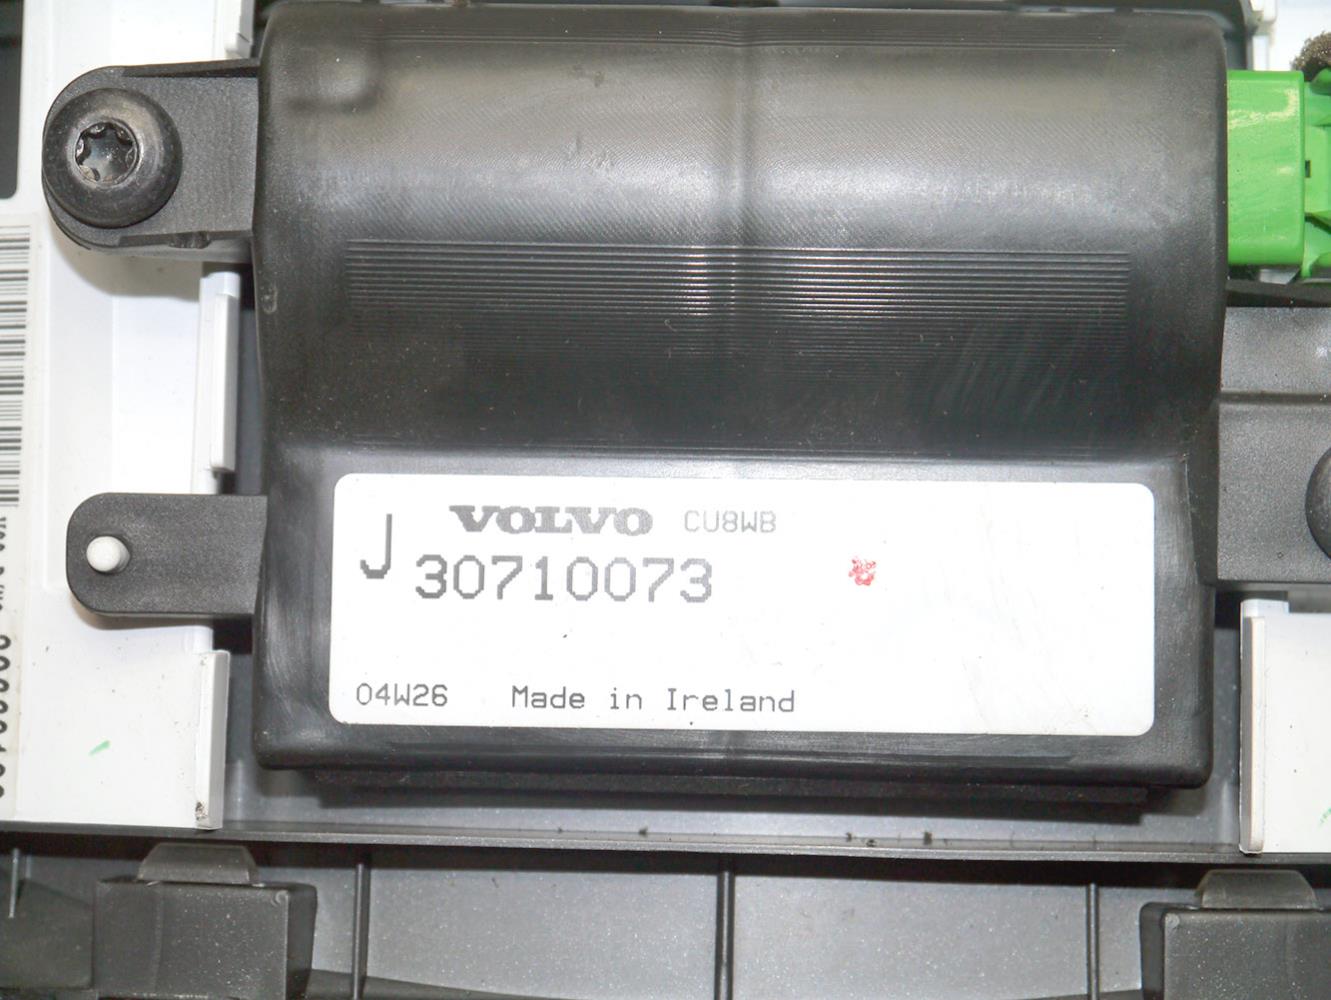 VOLVO CU8WB
J 30710073
04W26 Made in Ireland